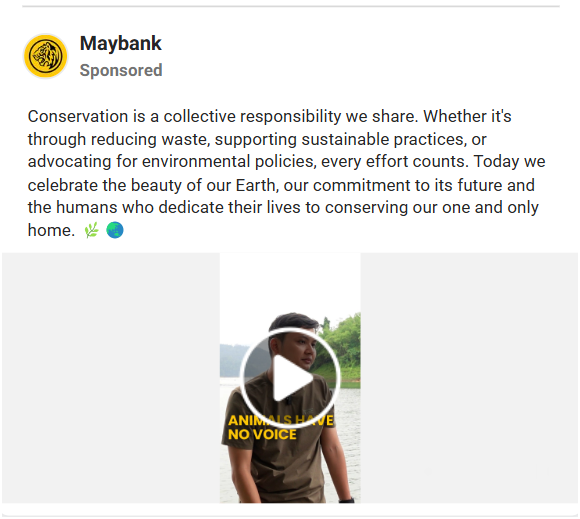 Maybank
Sponsored
Conservation is a collective responsibility we share. Whether it's
through reducing waste, supporting sustainable practices, or
advocating for environmental policies, every effort counts. Today we
celebrate the beauty of our Earth, our commitment to its future and
the humans who dedicate their lives to conserving our one and only
home. 🌿 🌏
ANIMALS HAVE
NO VOICE